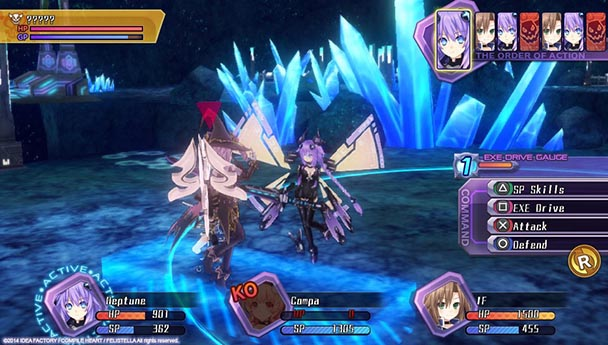 ?????
HP
GP
THE ORDER OF ACTION
1
EXE DRIVE GAUGE
COMMAND
SP Skills
EXE Drive
Attack
Defend
R
ACTIVE ACTIVE ACTIVE
Neptune
HP 901
SP 362
KO
Compa
HP 0
SP 1305
IF
HP 1500
SP 455
©2014 IDEA FACTORY / COMPILE HEART / FELISTELLA All rights reserved.